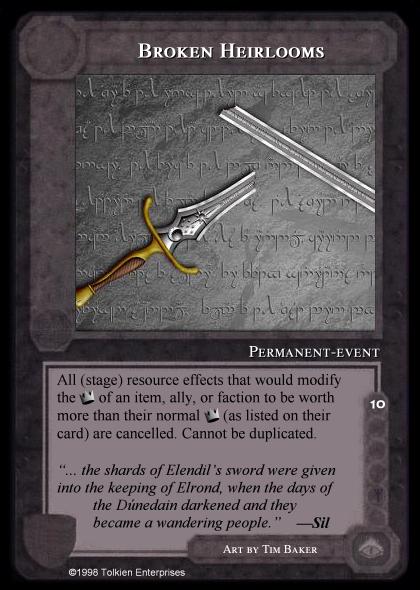 BROKEN HEIRLOOMS
PERMANENT-EVENT
All (stage) resource effects that would modify
the of an item, ally, or faction to be worth
more than their normal (as listed on their
card) are cancelled. Cannot be duplicated.
10
“... the shards of Elendil’s sword were given
into the keeping of Elrond, when the days of
the Dúnedain darkened and they
became a wandering people.” —Sil
ART BY TIM BAKER
©1998 Tolkien Enterprises